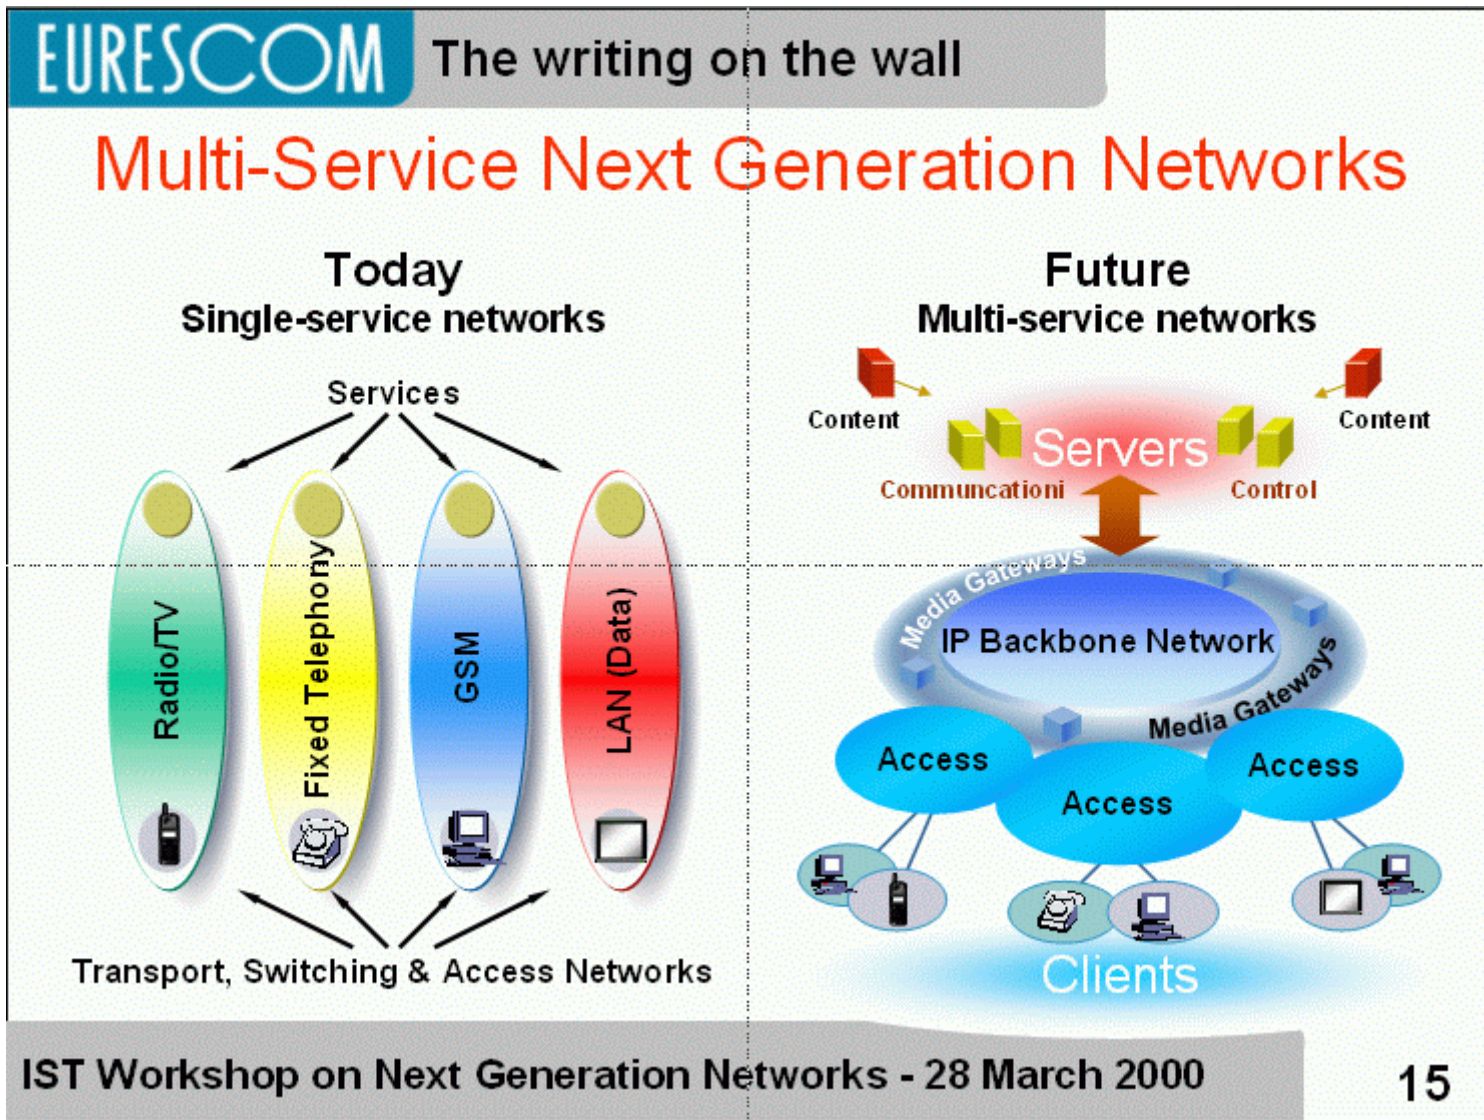 EURESCOM The writing on the wall
Multi-Service Next Generation Networks
Today
Single-service networks
Services
Radio/TV
Fixed Telephony
GSM
LAN (Data)
Transport, Switching & Access Networks
Future
Multi-service networks
Content
Content
Servers
Communcationi
Control
Media Gateways
IP Backbone Network
Media Gateways
Access
Access
Access
Clients
IST Workshop on Next Generation Networks - 28 March 2000
15